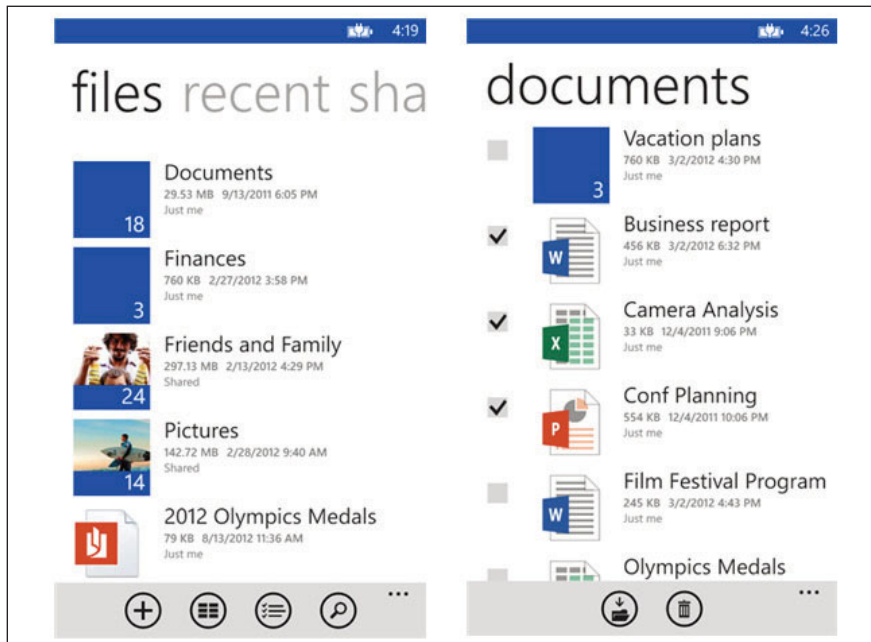 4:19
files recent sha
Documents
29.53 MB 9/13/2011 6:05 PM
Just me
18
Finances
760 KB 2/27/2012 3:58 PM
Just me
3
Friends and Family
297.13 MB 2/13/2012 4:29 PM
Shared
24
Pictures
142.72 MB 2/28/2012 9:40 AM
Shared
14
2012 Olympics Medals
79 KB 8/13/2012 11:36 AM
Just me
4:26
documents
Vacation plans
760 KB 3/2/2012 4:30 PM
Just me
3
Business report
456 KB 3/2/2012 6:32 PM
Just me
W
Camera Analysis
33 KB 12/4/2011 9:06 PM
Just me
X
Conf Planning
554 KB 12/4/2011 10:06 PM
Just me
P
Film Festival Program
245 KB 3/2/2012 4:43 PM
Just me
W
Olympics Medals